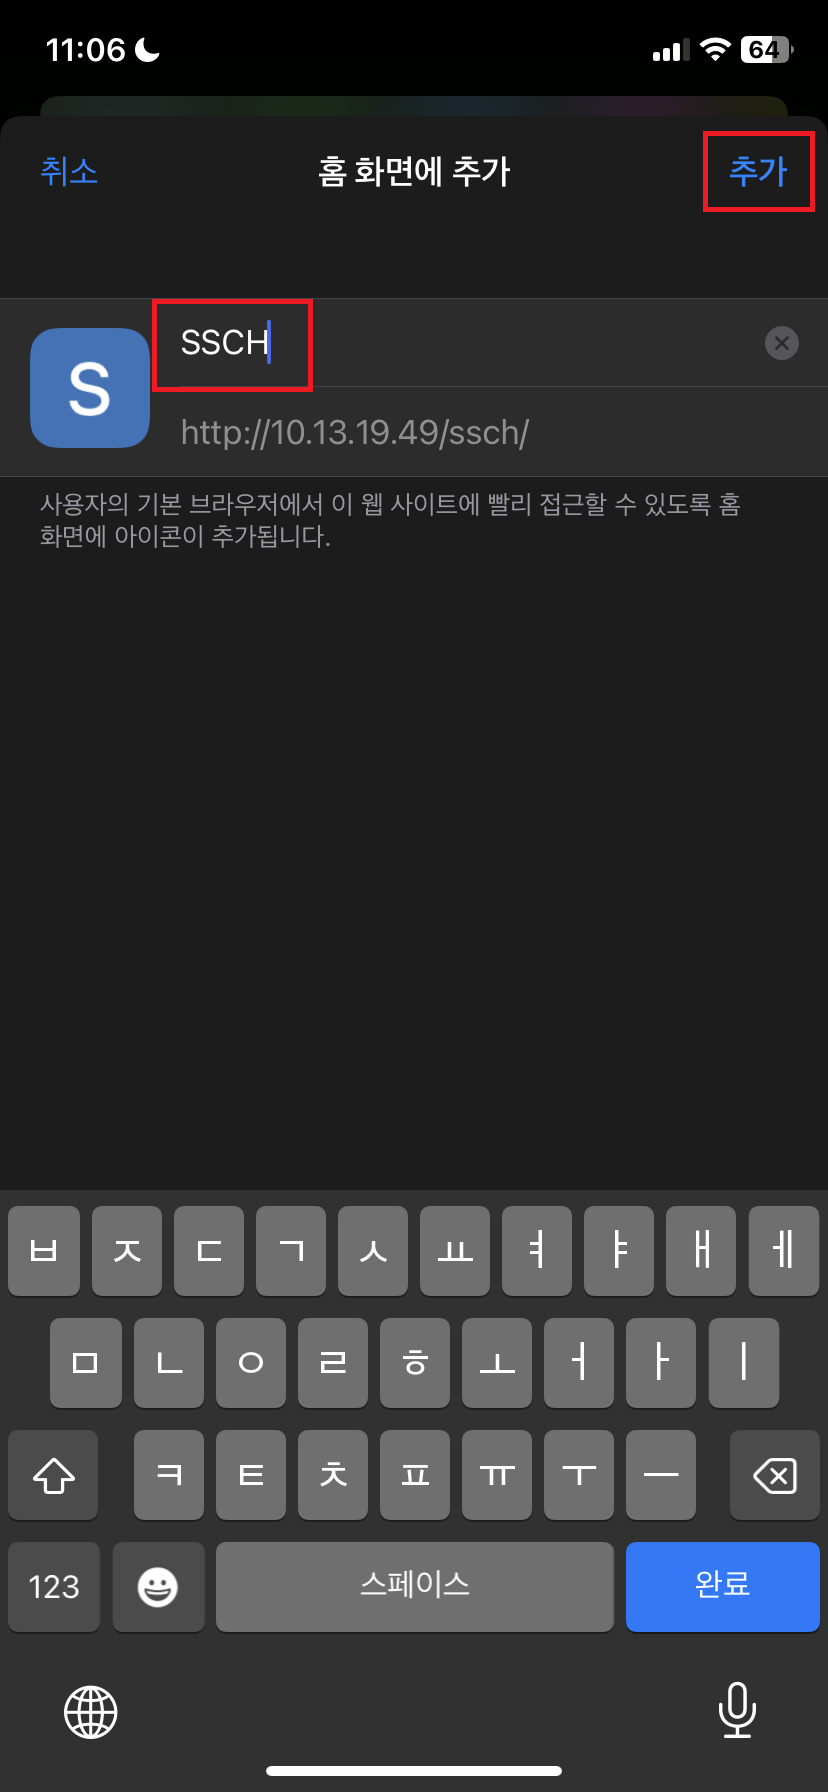 11:06
64
취소
홈 화면에 추가
추가
S
SSCH
http://10.13.19.49/ssch/
사용자의 기본 브라우저에서 이 웹 사이트에 빨리 접근할 수 있도록 홈
화면에 아이콘이 추가됩니다.
ㅂ ㅈ ㄷ ㄱ ㅅ ㅛ ㅕ ㅑ ㅐ ㅔ
ㅁ ㄴ ㅇ ㄹ ㅎ ㅗ ㅓ ㅏ ㅣ
ㅋ ㅌ ㅊ ㅍ ㅠ ㅜ ㅡ
123 스페이스 완료